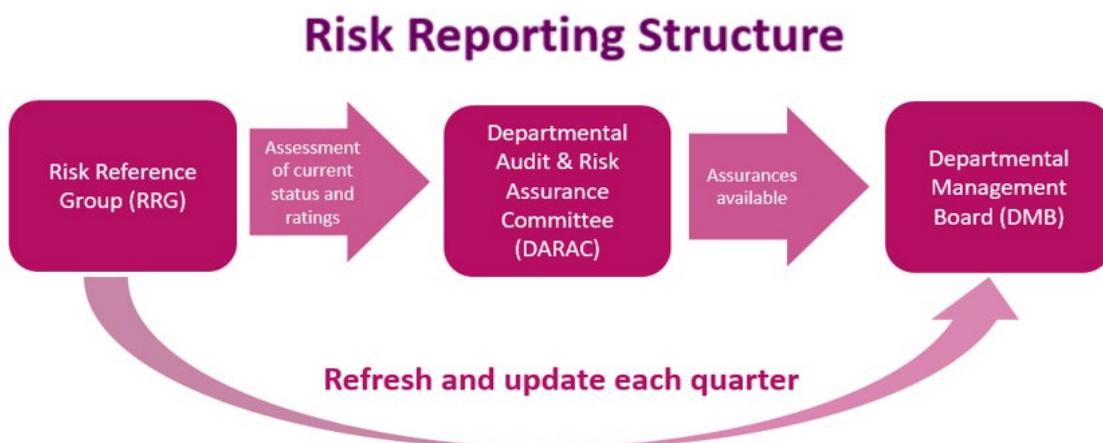 Risk Reporting Structure
Risk Reference
Group (RRG)
Assessment
of current
status and
ratings
Departmental
Audit & Risk
Assurance
Committee
(DARAC)
Assurances
available
Departmental
Management
Board (DMB)
Refresh and update each quarter